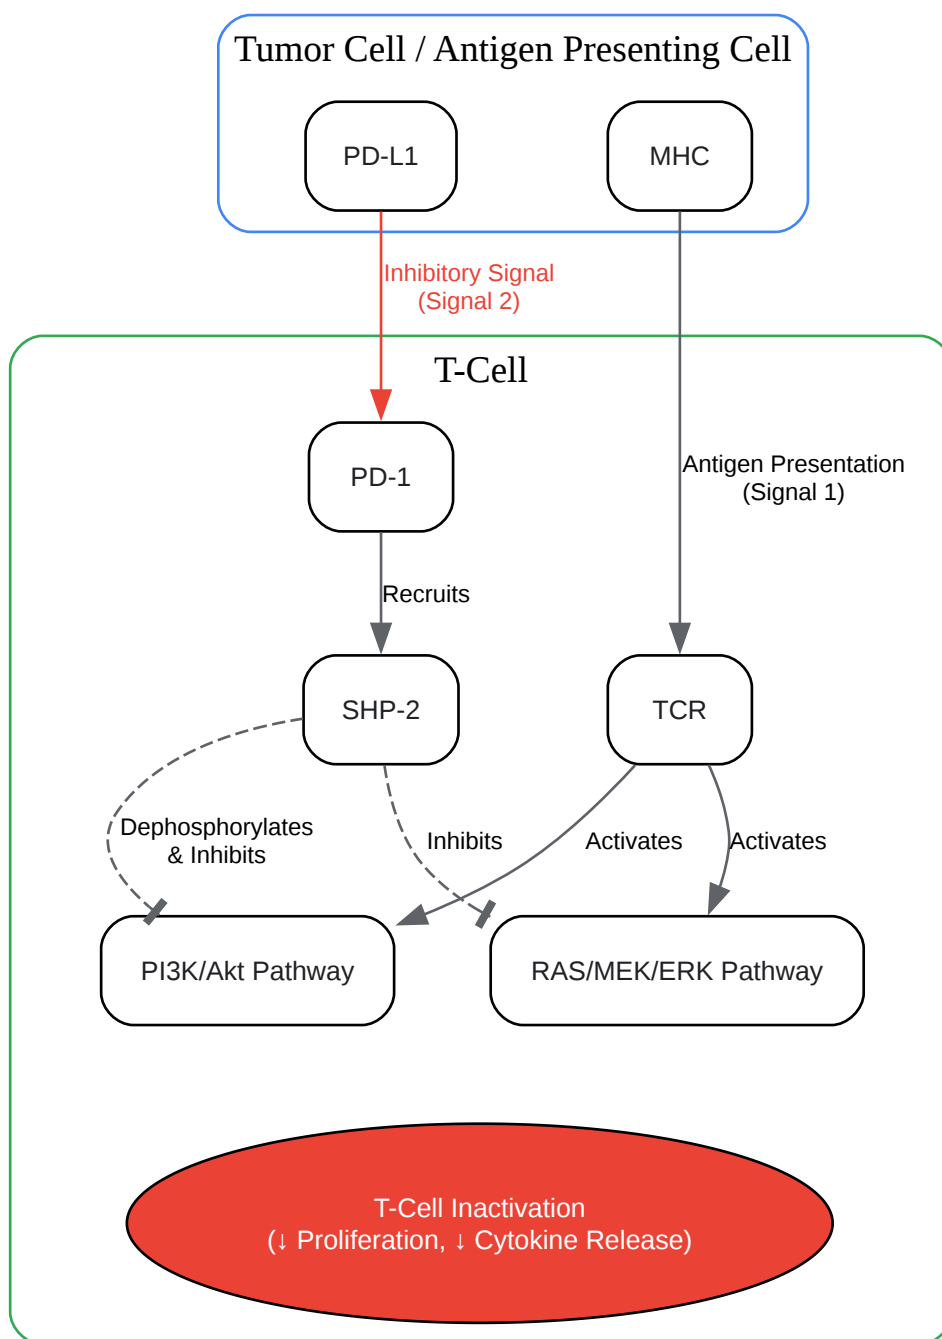 Tumor Cell / Antigen Presenting Cell
PD-L1
MHC
Inhibitory Signal
(Signal 2)
T-Cell
PD-1
Antigen Presentation
(Signal 1)
Recruits
SHP-2
TCR
Dephosphorylates
& Inhibits
Inhibits
Activates
Activates
PI3K/Akt Pathway
RAS/MEK/ERK Pathway
T-Cell Inactivation
(↓ Proliferation, ↓ Cytokine Release)